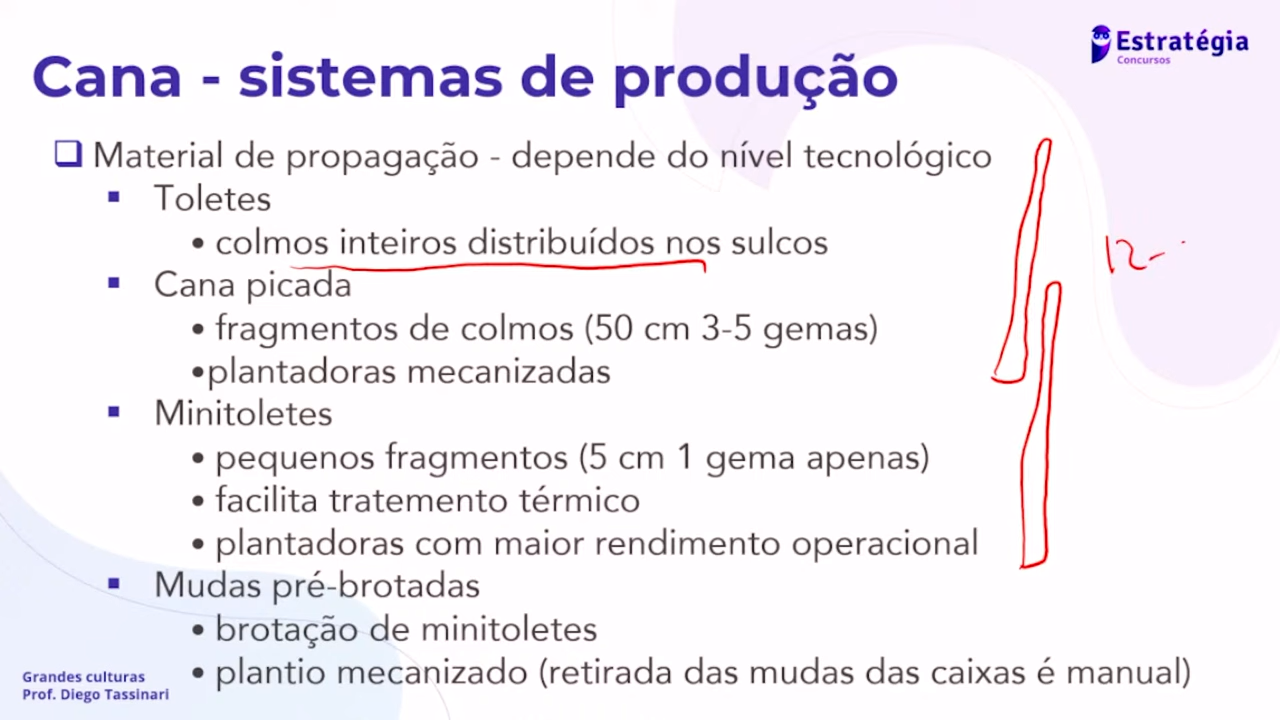 Estratégia
Concursos
Cana - sistemas de produção
Material de propagação - depende do nível tecnológico
Toletes
colmos inteiros distribuídos nos sulcos
Cana picada
fragmentos de colmos (50 cm 3-5 gemas)
plantadoras mecanizadas
Minitoletes
pequenos fragmentos (5 cm 1 gema apenas)
facilita tratemento térmico
plantadoras com maior rendimento operacional
Mudas pré-brotadas
brotação de minitoletes
plantio mecanizado (retirada das mudas das caixas é manual)
12-
Grandes culturas
Prof. Diego Tassinari